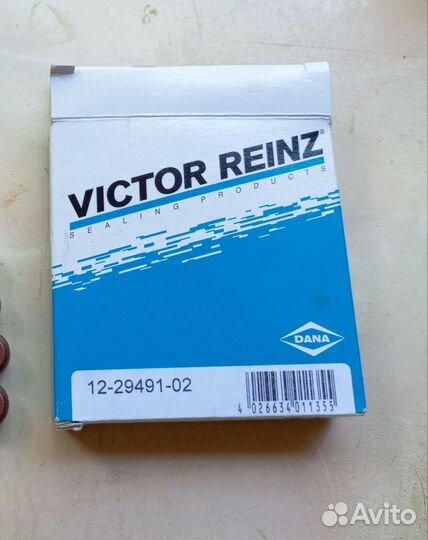 VICTOR REINZ®
SEALING PRODUCTS
DANA
12-29491-02
4 026634 011355
Avito